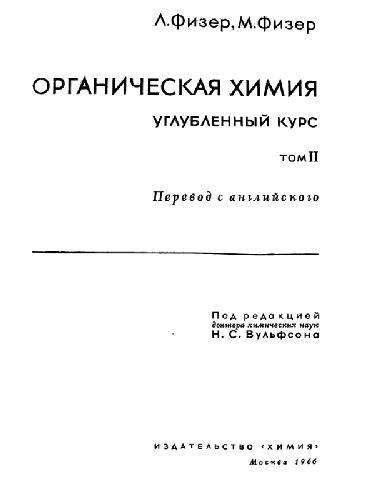 Л. Физер, М. Физер
ОРГАНИЧЕСКАЯ ХИМИЯ
УГЛУБЛЕННЫЙ КУРС
ТОМ II
Перевод с английского
Под редакцией
доктора химических наук
Н. С. Вульфсона
ИЗДАТЕЛЬСТВО «ХИМИЯ»
Москва 1966